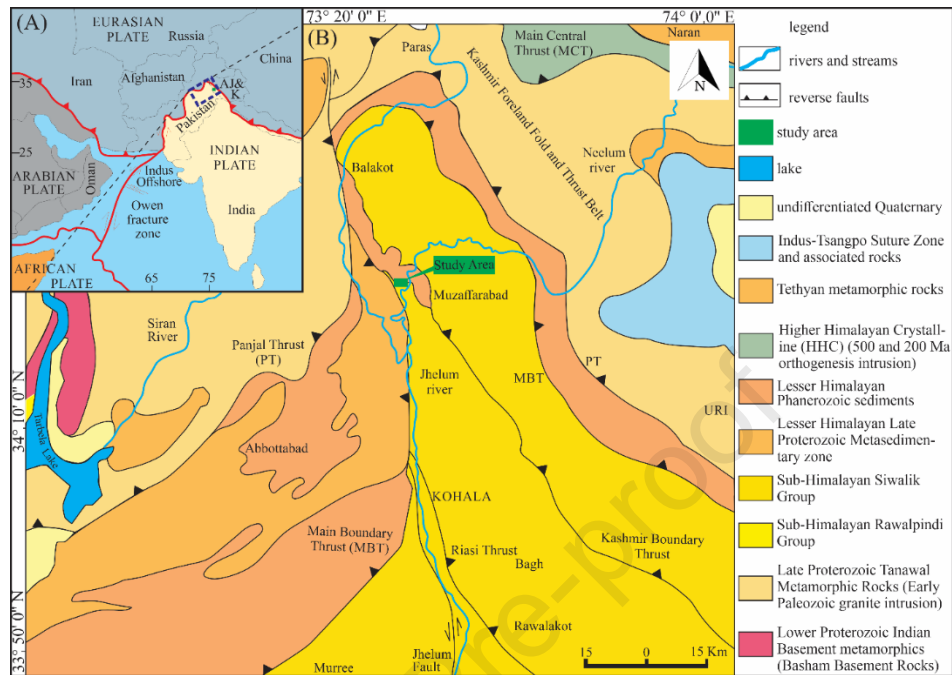 (A)
EURASIAN
PLATE
Russia
China
Iran
Afghanistan
AJ&
K
Pakistan
35
25
INDIAN
PLATE
ARABIAN
PLATE
Oman
Indus
Offshore
Owen
fracture
zone
India
AFRICAN
PLATE
65
75
73° 20' 0" E
74° 0',0" E
(B)
Paras
Main Central
Thrust (MCT)
Naran
Kashmir Foreland Fold and Thrust Belt
Neelum
river
Balakot
Study Area
Muzaffarabad
Siran
River
Panjal Thrust
(PT)
Jhelum
river
MBT
PT
URI
34° 10' 0" N
Tarbela Lake
Abbottabad
KOHALA
Main Boundary
Thrust (MBT)
Riasi Thrust
Bagh
Kashmir Boundary
Thrust
Rawalakot
33° 50' 0" N
Murree
Jhelum
Fault
15 0 15 Km
re-proof
legend
rivers and streams
reverse faults
study area
lake
undifferentiated Quaternary
Indus-Tsangpo Suture Zone
and associated rocks
Tethyan metamorphic rocks
Higher Himalayan Crystall-
ine (HHC) (500 and 200 Ma
orthogenesis intrusion)
Lesser Himalayan
Phanerozoic sediments
Lesser Himalayan Late
Proterozoic Metasedimen-
tary zone
Sub-Himalayan Siwalik
Group
Sub-Himalayan Rawalpindi
Group
Late Proterozoic Tanawal
Metamorphic Rocks (Early
Paleozoic granite intrusion)
Lower Proterozoic Indian
Basement metamorphics
(Basham Basement Rocks)